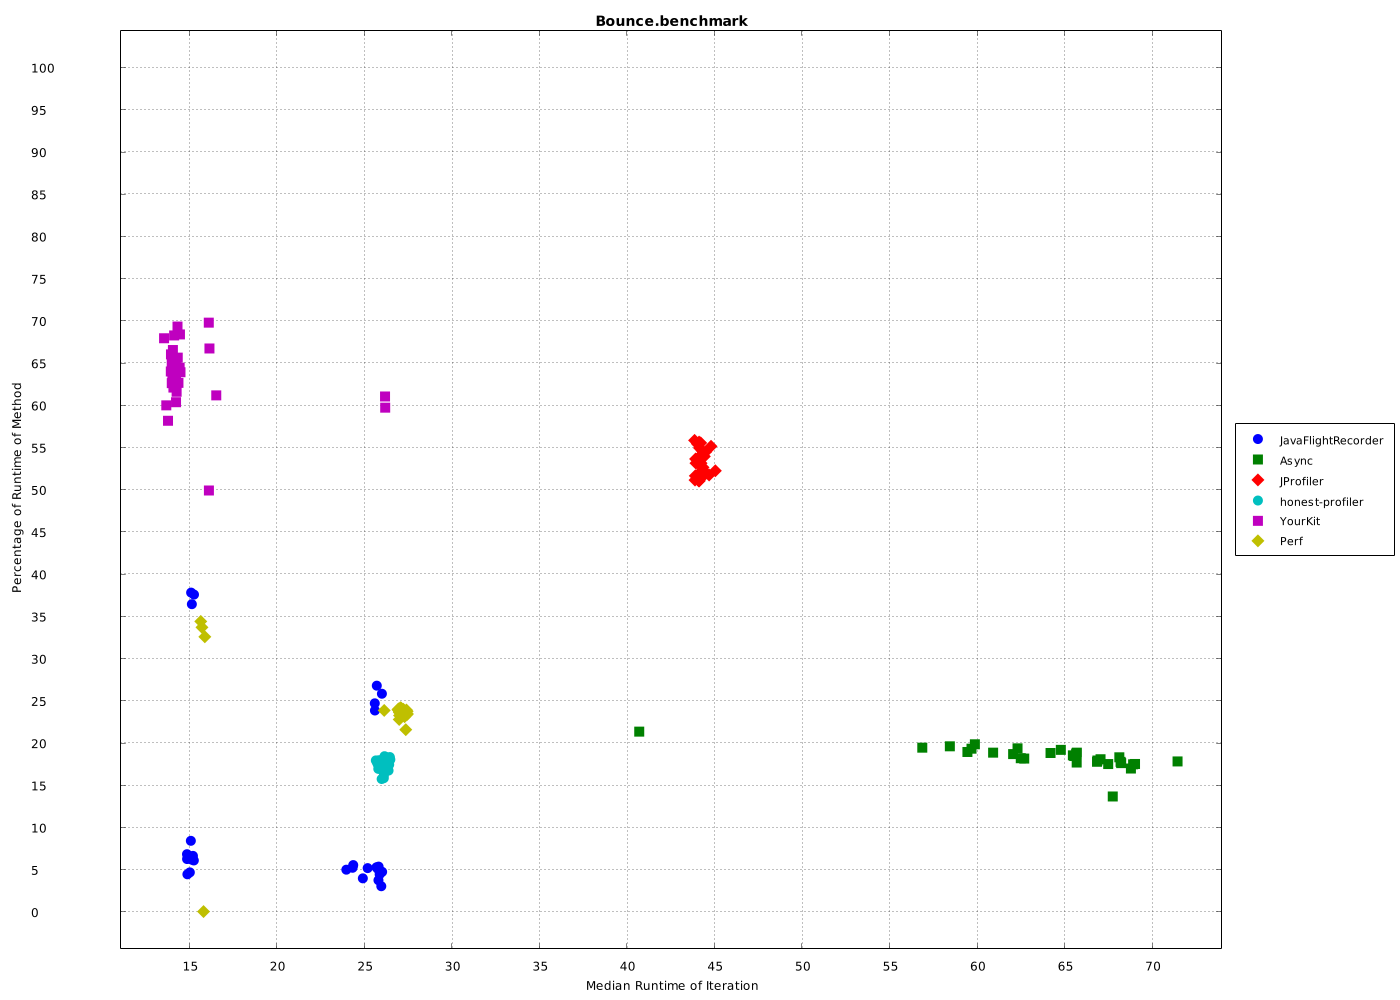 Bounce.benchmark
100
95
90
85
80
75
70
65
60
55
50
45
40
35
30
25
20
15
10
5
0
Percentage of Runtime of Method
15 20 25 30 35 40 45 50 55 60 65 70
Median Runtime of Iteration
JavaFlightRecorder
Async
JProfiler
honest-profiler
YourKit
Perf